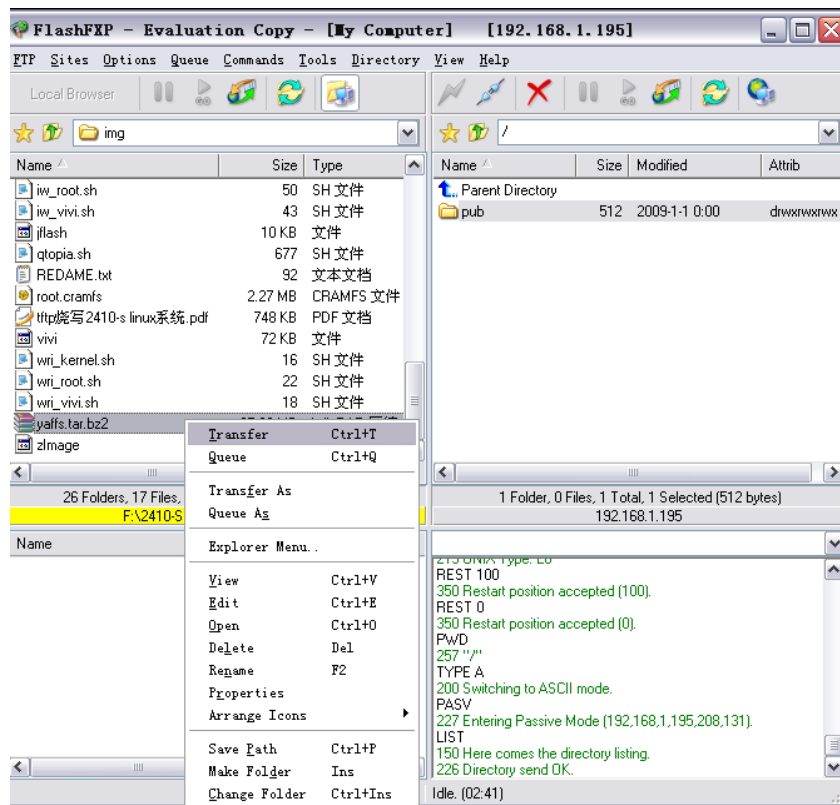 FlashFXP - Evaluation Copy - [My Computer] [192.168.1.195]
FTP Sites Options Queue Commands Tools Directory View Help
Local Browser
img
/
Name Size Type
iw_root.sh 50 SH 文件
iw_vivi.sh 43 SH 文件
jflash 10 KB 文件
qtopia.sh 677 SH 文件
REDAME.txt 92 文本文档
root.cramfs 2.27 MB CRAMFS 文件
tftp烧写2410-s linux系统.pdf 748 KB PDF 文档
vivi 72 KB 文件
wri_kernel.sh 16 SH 文件
wri_root.sh 22 SH 文件
wri_vivi.sh 18 SH 文件
yaffs.tar.bz2
zImage
26 Folders, 17 Files,
F:\2410-S
Name
Name Size Modified Attrib
Parent Directory
pub 512 2009-1-1 0:00 drwxrwxrwx
1 Folder, 0 Files, 1 Total, 1 Selected (512 bytes)
192.168.1.195
Transfer Ctrl+T
Queue Ctrl+Q
Transfer As
Queue As
Explorer Menu..
View Ctrl+V
Edit Ctrl+E
Open Ctrl+O
Delete Del
Rename F2
Properties
Arrange Icons
Save Path Ctrl+P
Make Folder Ins
Change Folder Ctrl+Ins
215 UNIX Type: L8
REST 100
350 Restart position accepted (100).
REST 0
350 Restart position accepted (0).
PWD
257 "/"
TYPE A
200 Switching to ASCII mode.
PASV
227 Entering Passive Mode (192,168,1,195,208,131).
LIST
150 Here comes the directory listing.
226 Directory send OK.
Idle. (02:41)